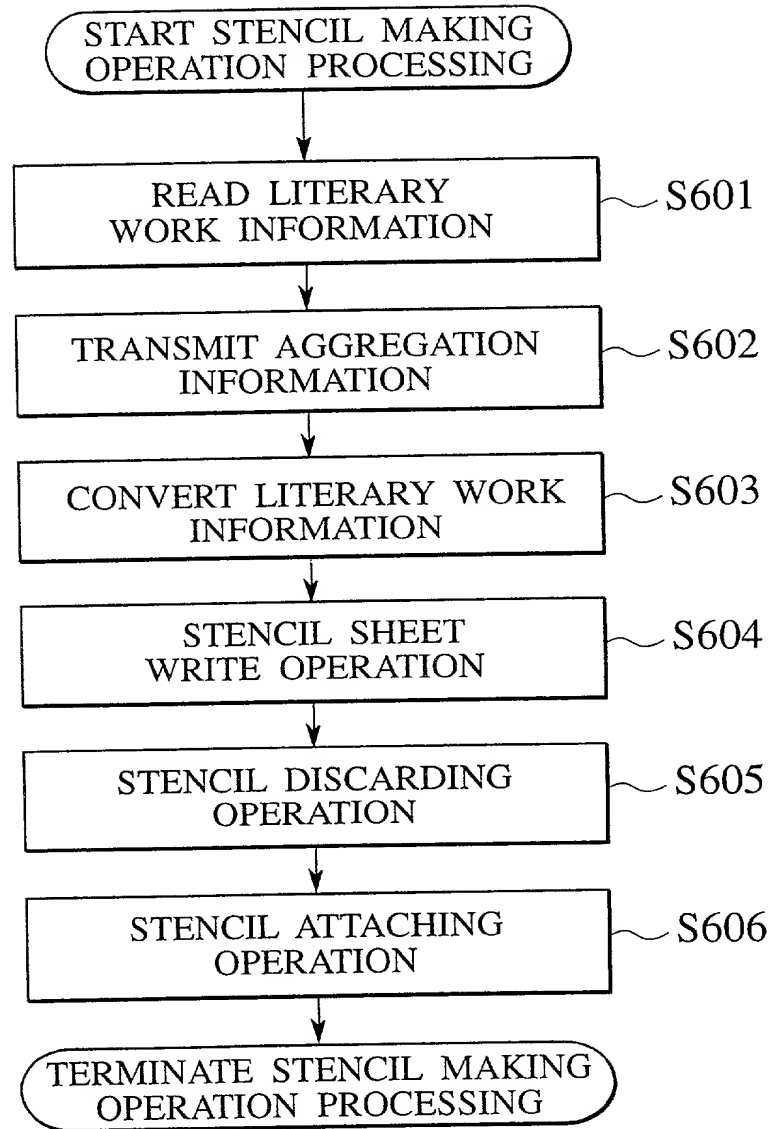 START STENCIL MAKING
OPERATION PROCESSING
READ LITERARY
WORK INFORMATION
S601
TRANSMIT AGGREGATION
INFORMATION
S602
CONVERT LITERARY WORK
INFORMATION
S603
STENCIL SHEET
WRITE OPERATION
S604
STENCIL DISCARDING
OPERATION
S605
STENCIL ATTACHING
OPERATION
S606
TERMINATE STENCIL MAKING
OPERATION PROCESSING